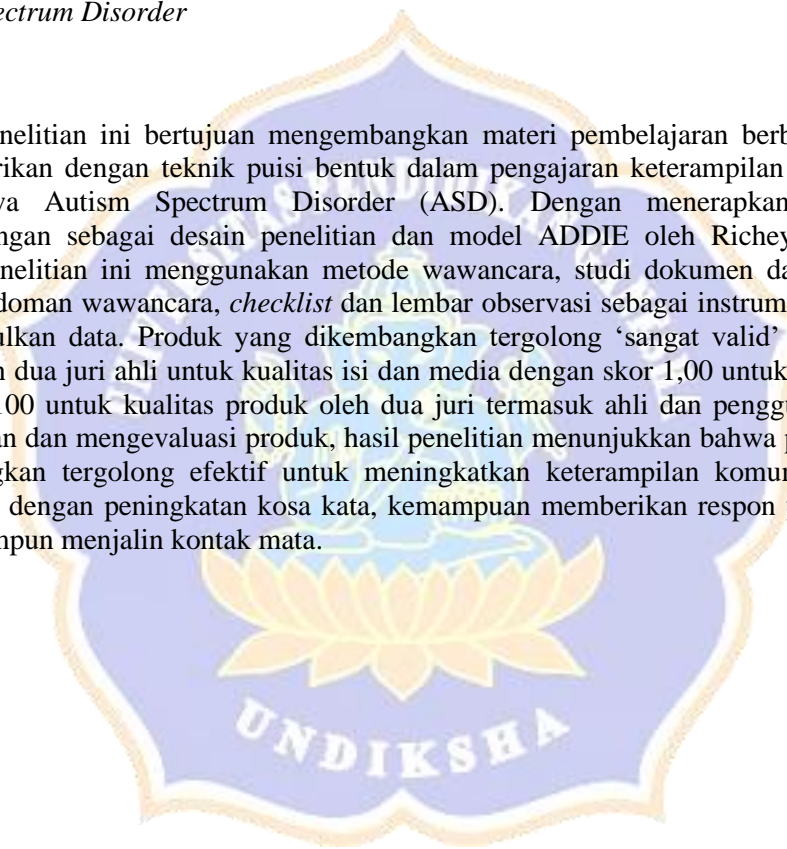 ectrum Disorder
nelitian ini bertujuan mengembangkan materi pembelajaran berb
rikan dengan teknik puisi bentuk dalam pengajaran keterampilan
ya Autism Spectrum Disorder (ASD). Dengan menerapkan
ngan sebagai desain penelitian dan model ADDIE oleh Richey
enelitian ini menggunakan metode wawancara, studi dokumen da
doman wawancara, checklist dan lembar observasi sebagai instrum
ulkan data. Produk yang dikembangkan tergolong ‘sangat valid’
n dua juri ahli untuk kualitas isi dan media dengan skor 1,00 untuk
100 untuk kualitas produk oleh dua juri termasuk ahli dan penggu
an dan mengevaluasi produk, hasil penelitian menunjukkan bahwa p
gkan tergolong efektif untuk meningkatkan keterampilan komun
dengan peningkatan kosa kata, kemampuan memberikan respon
mpun menjalin kontak mata.
UNIVERSITAS PENDIDIKAN GANESHA
UNDIKSHA